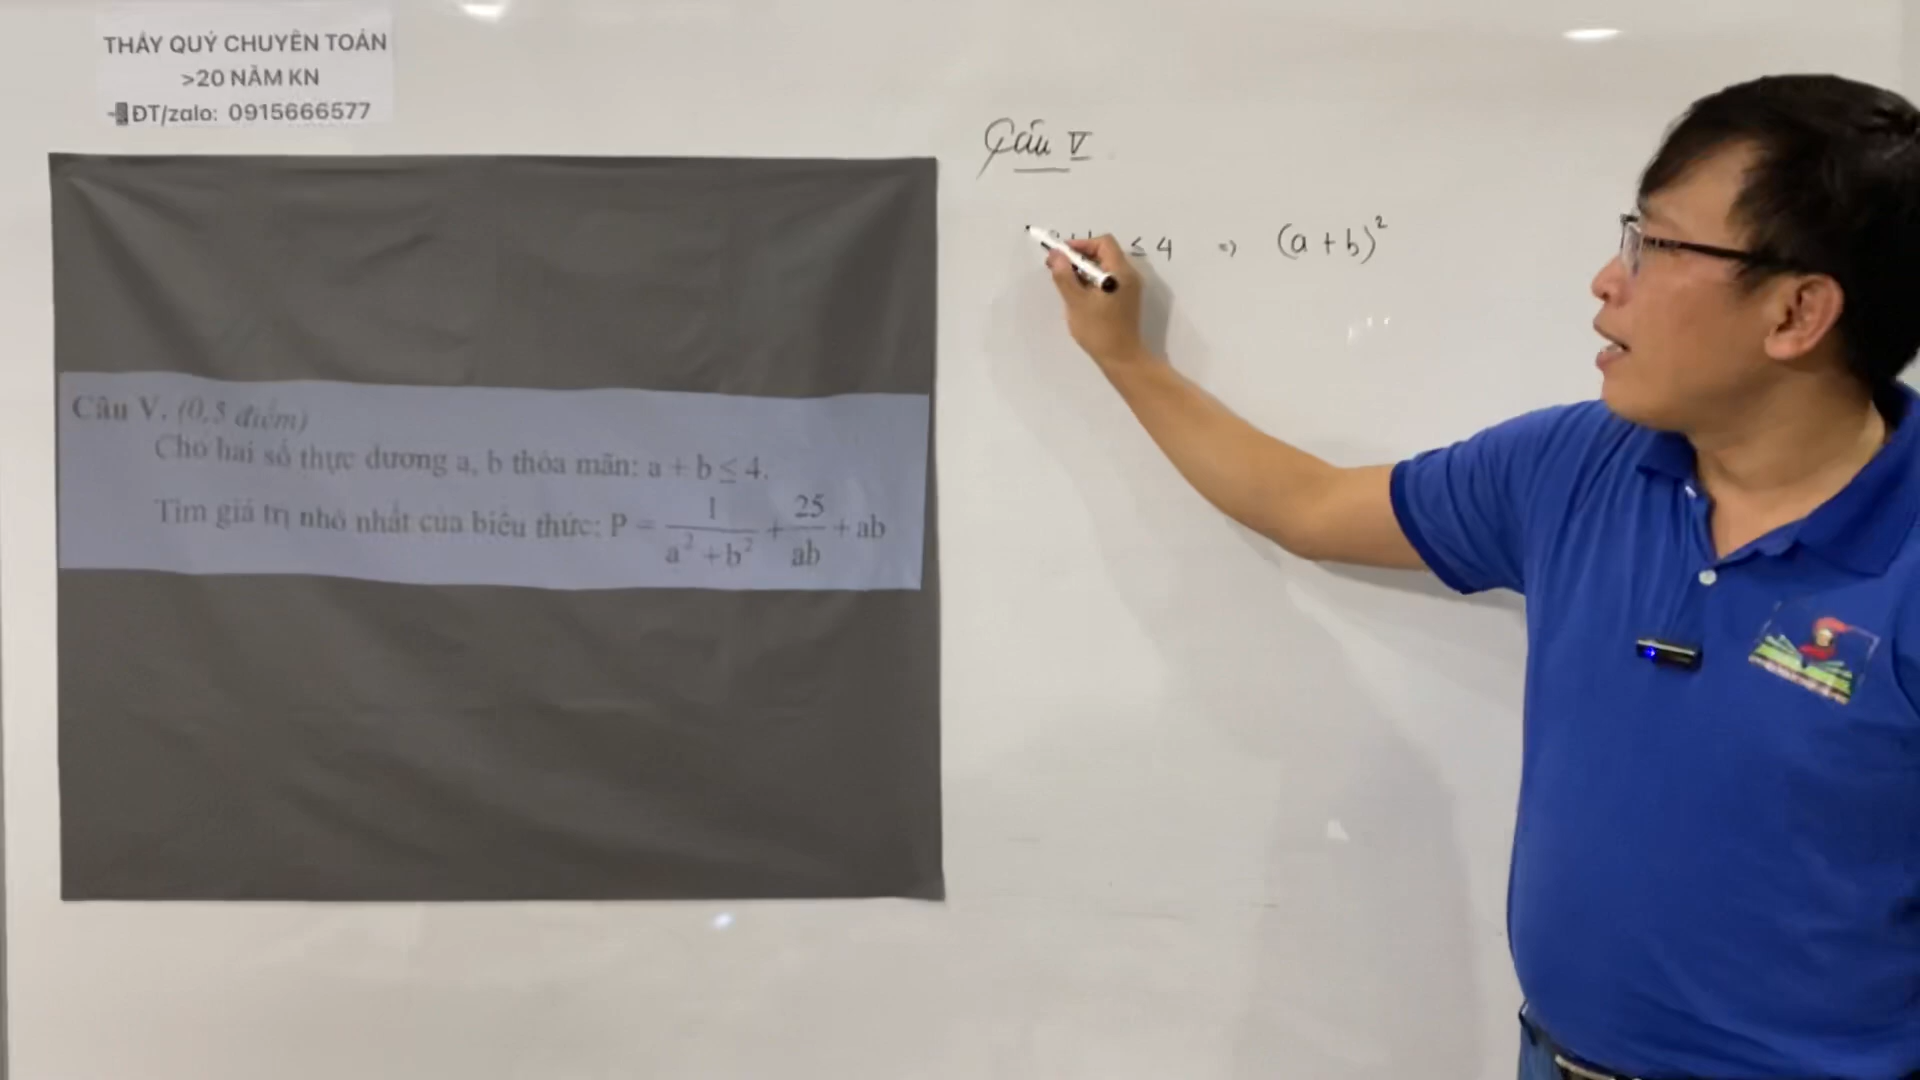 THẦY QUÝ CHUYÊN TOÁN
>20 NĂM KN
ĐT/zalo: 0915666577
Câu V. (0,5 điểm)
Cho hai số thực dương a, b thỏa mãn: a + b ≤ 4.
Tìm giá trị nhỏ nhất của biểu thức: P = 1/(a² + b²) + 25/ab + ab
Câu V
≤ 4 => (a + b)²